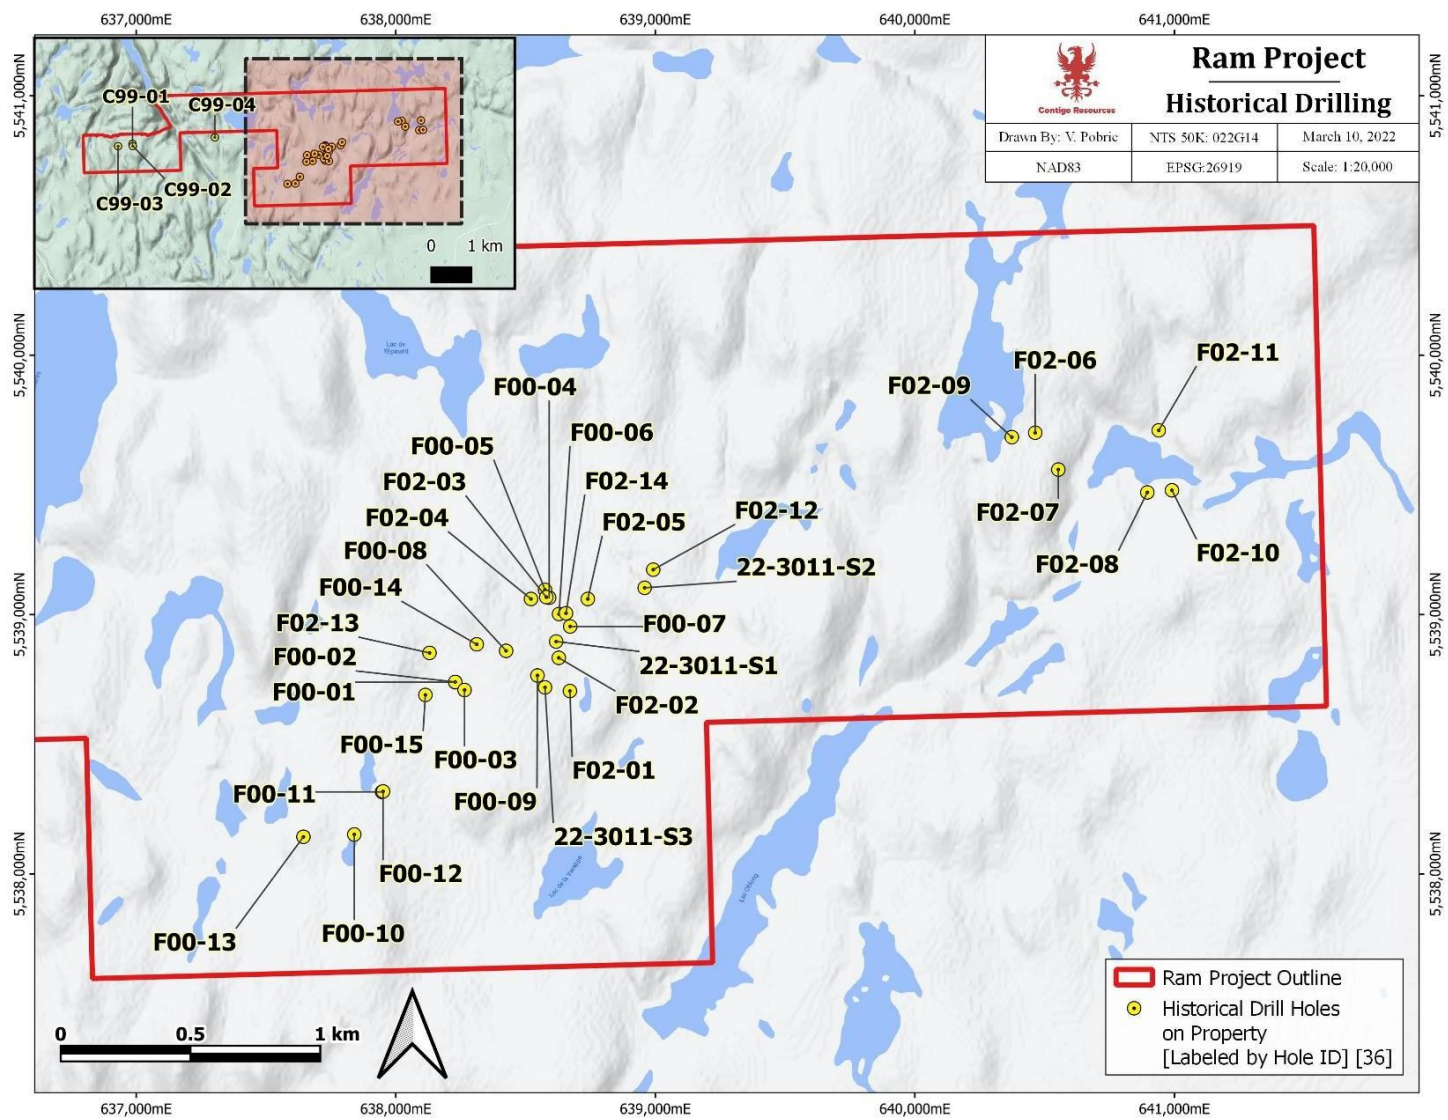 637,000mE
638,000mE
639,000mE
640,000mE
641,000mE
5,541,000mN
5,541,000mN
C99-01
C99-04
C99-02
C99-03
0 1 km
Contigo Resources
Ram Project
Historical Drilling
Drawn By: V. Pobric
NTS 50K: 022G14
March 10, 2022
NAD83
EPSG:26919
Scale: 1:20,000
5,540,000mN
5,540,000mN
Lac de
l'Épinard
F00-04
F02-09
F02-06
F02-11
F00-05
F00-06
F02-03
F02-14
F02-04
F02-05
F02-12
F02-07
F00-08
F02-08
F02-10
22-3011-S2
F00-14
5,539,000mN
5,539,000mN
F02-13
F00-07
F00-02
22-3011-S1
F00-01
F02-02
F00-15
F00-03
F02-01
F00-11
F00-09
22-3011-S3
F00-12
5,538,000mN
5,538,000mN
Lac de la
Lac Oblong
F00-13
F00-10
Ram Project Outline
Historical Drill Holes
on Property
[Labeled by Hole ID] [36]
0 0.5 1 km
637,000mE
638,000mE
639,000mE
640,000mE
641,000mE